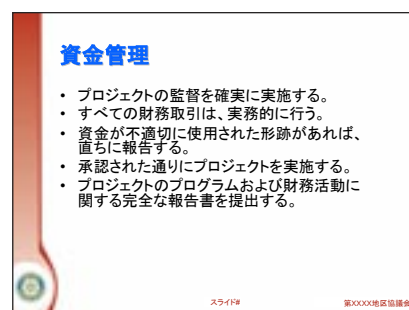 資金管理
• プロジェクトの監督を確実に実施する。
• すべての財務取引は、実務的に行う。
• 資金が不適切に使用された形跡があれば、
直ちに報告する。
• 承認された通りにプロジェクトを実施する。
• プロジェクトのプログラムおよび財務活動に
関する完全な報告書を提出する。
スライド#
第XXXX地区協議会